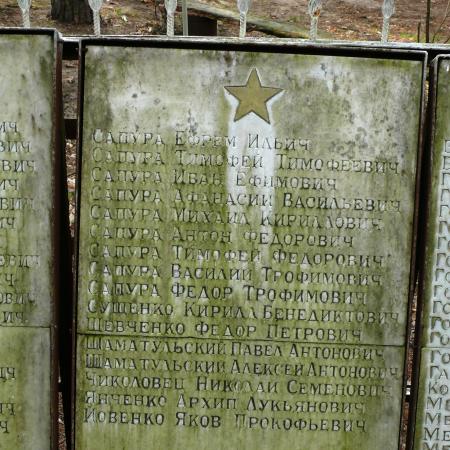 САПУРА ЕФРЕМ ИЛЬИЧ
САПУРА ТИМОФЕЙ ТИМОФЕЕВИЧ
САПУРА ИВАН ЕФИМОВИЧ
САПУРА АФАНАСИЙ ВАСИЛЬЕВИЧ
САПУРА МИХАИЛ КИРИЛЛОВИЧ
САПУРА АНТОН ФЕДОРОВИЧ
САПУРА ТИМОФЕЙ ФЕДОРОВИЧ
САПУРА ВАСИЛИЙ ТРОФИМОВИЧ
САПУРА ФЕДОР ТРОФИМОВИЧ
СУЩЕНКО КИРИЛЛ БЕНЕДИКТОВИЧ
ШЕВЧЕНКО ФЕДОР ПЕТРОВИЧ
ШАМАТУЛЬСКИЙ ПАВЕЛ АНТОНОВИЧ
ШАМАТУЛЬСКИЙ АЛЕКСЕЙ АНТОНОВИЧ
ЧИКОЛОВЕЦ НИКОЛАЙ СЕМЕНОВИЧ
ЯНЧЕНКО АРХИП ЛУКЬЯНОВИЧ
ИОВЕНКО ЯКОВ ПРОКОФЬЕВИЧ